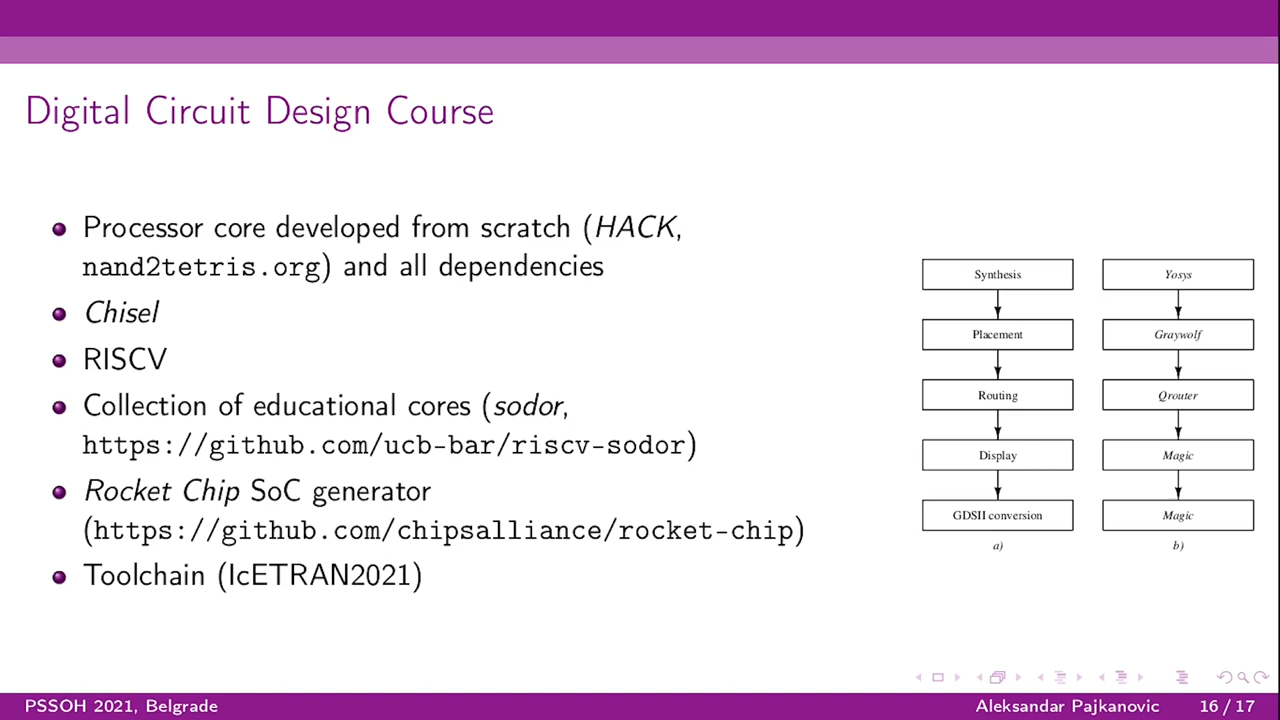 Digital Circuit Design Course
Processor core developed from scratch (HACK,
nand2tetris.org) and all dependencies
Chisel
RISCV
Collection of educational cores (sodor,
https://github.com/ucb-bar/riscv-sodor)
Rocket Chip SoC generator
(https://github.com/chipsalliance/rocket-chip)
Toolchain (IcETRAN2021)
Synthesis
Placement
Routing
Display
GDSII conversion
a)
Yosys
Graywolf
Qrouter
Magic
Magic
b)
PSSOH 2021, Belgrade
Aleksandar Pajkanovic
16 / 17